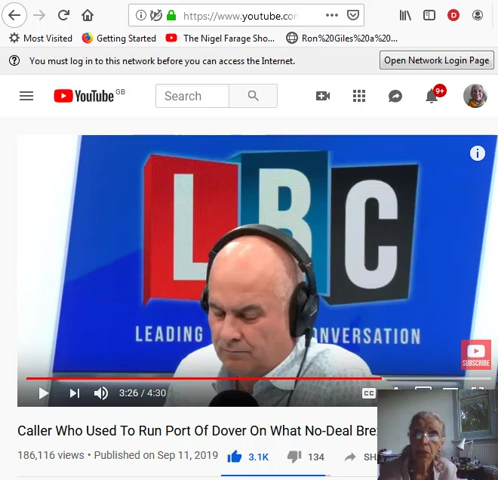 https://www.youtube.cor
Most Visited Getting Started The Nigel Farage Sho... Ron%20Giles%20a%20...
You must log in to this network before you can access the Internet. Open Network Login Page
YouTube GB Search 9+
LBC
LEADING CONVERSATION
SUBSCRIBE
3:26 / 4:30 CC
Caller Who Used To Run Port Of Dover On What No-Deal Bre
186,116 views • Published on Sep 11, 2019 3.1K 134 SH